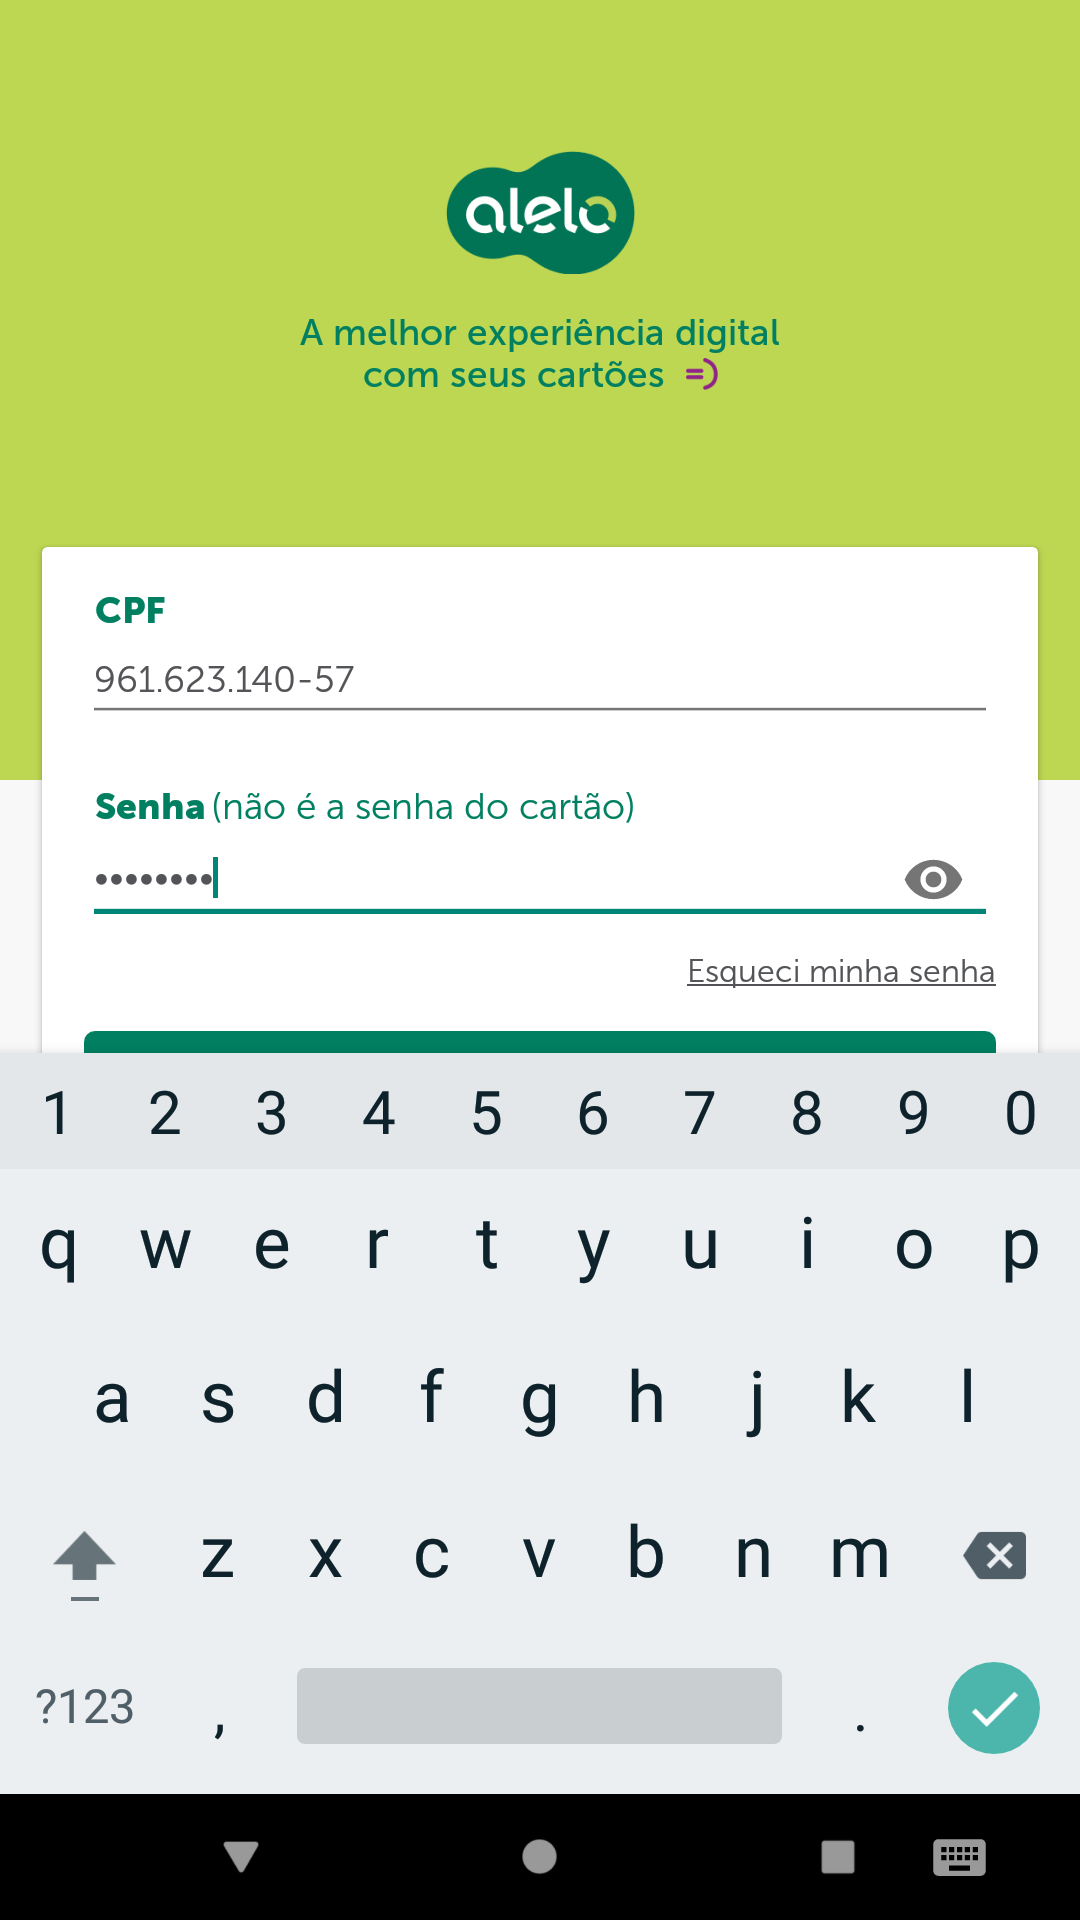 alelo
A melhor experiência digital
com seus cartões =)
CPF
961.623.140-57
Senha (não é a senha do cartão)
••••••••
Esqueci minha senha
1 2 3 4 5 6 7 8 9 0
q w e r t y u i o p
a s d f g h j k l
z x c v b n m
?123 , .